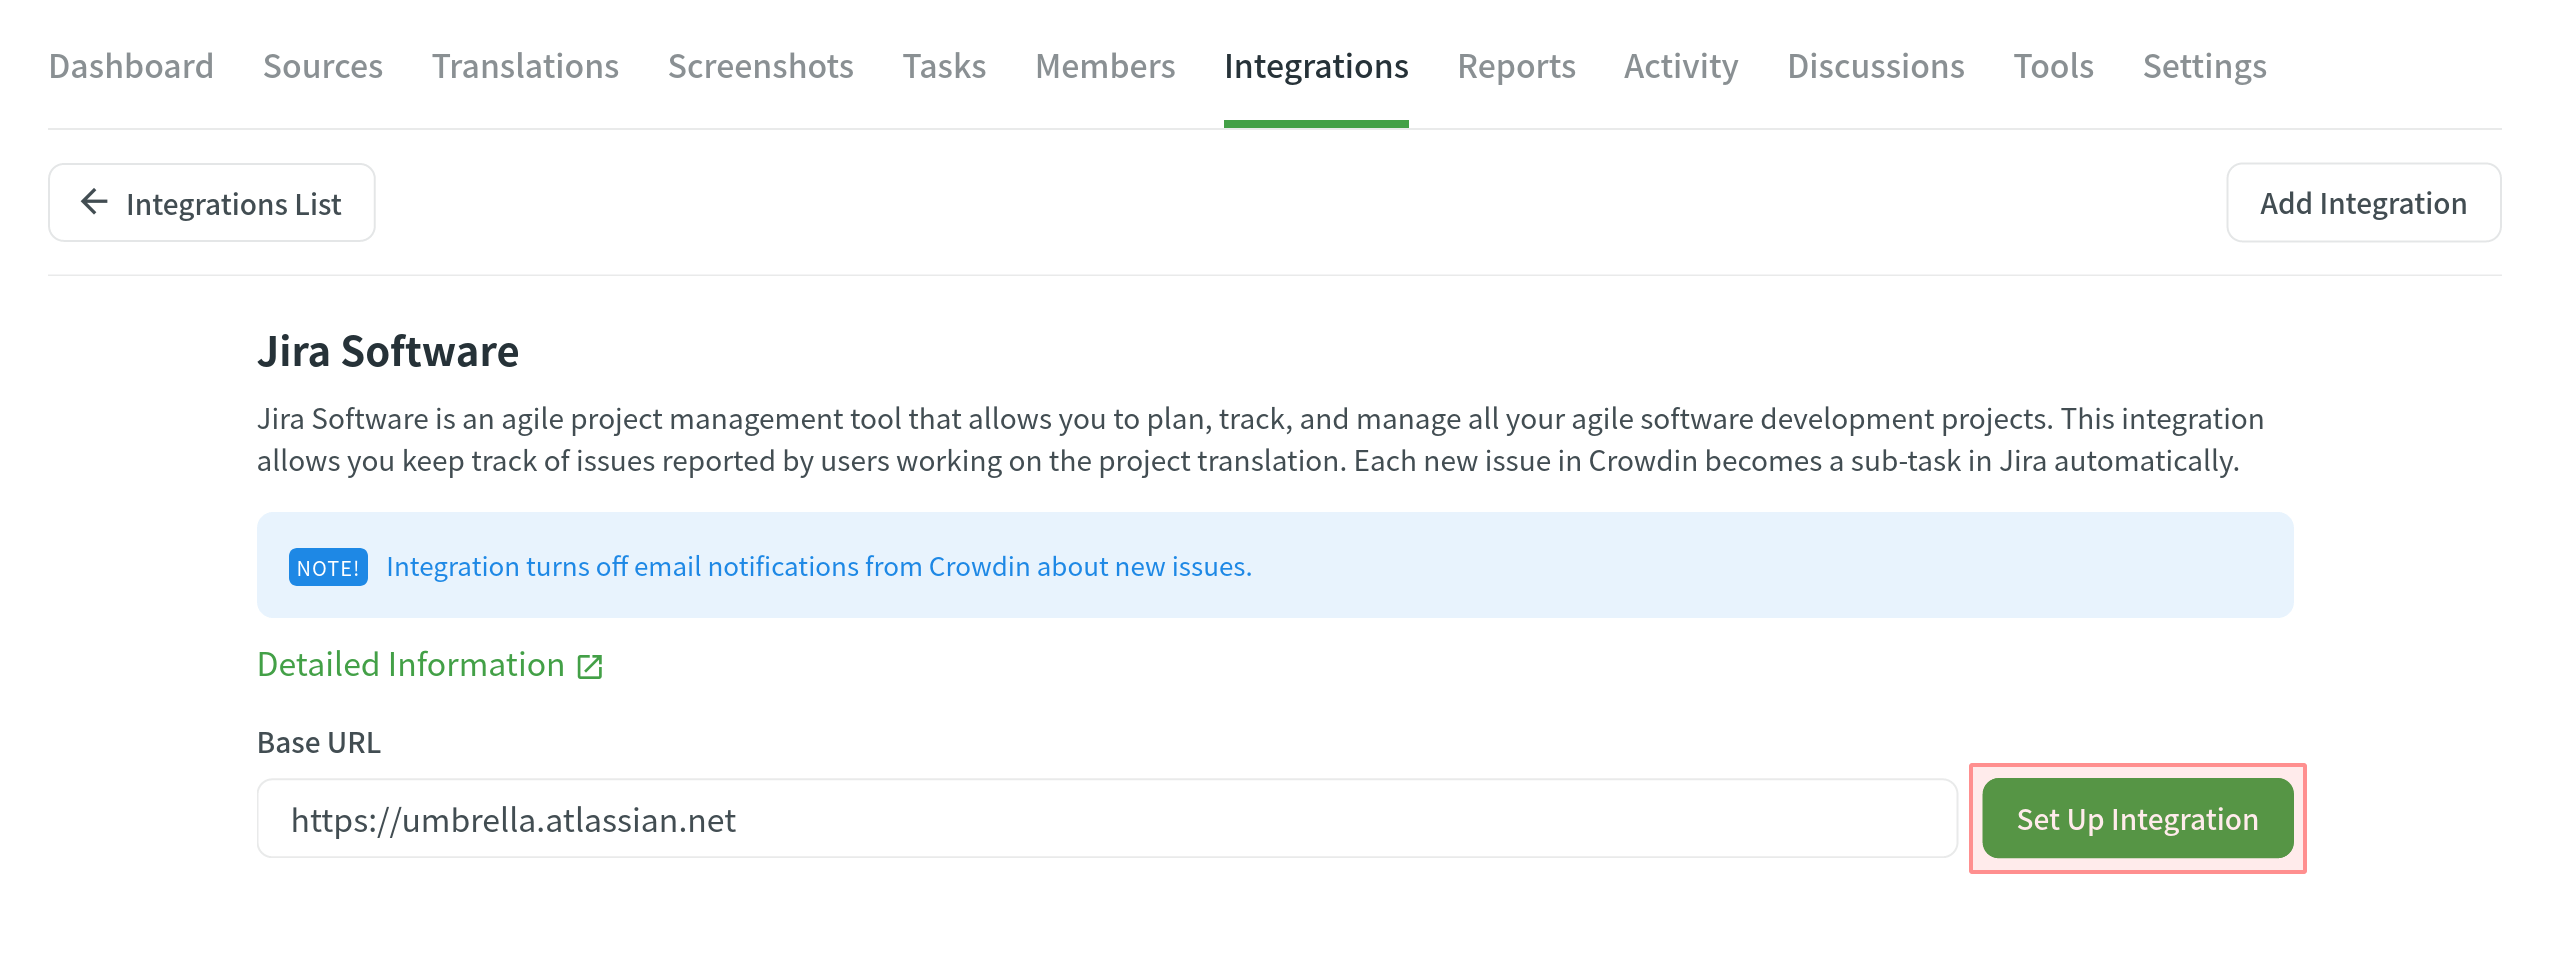 Dashboard Sources Translations Screenshots Tasks Members Integrations Reports Activity Discussions Tools Settings
Integrations List Add Integration
Jira Software
Jira Software is an agile project management tool that allows you to plan, track, and manage all your agile software development projects. This integration
allows you keep track of issues reported by users working on the project translation. Each new issue in Crowdin becomes a sub-task in Jira automatically.
NOTE! Integration turns off email notifications from Crowdin about new issues.
Detailed Information
Base URL
https://umbrella.atlassian.net Set Up Integration